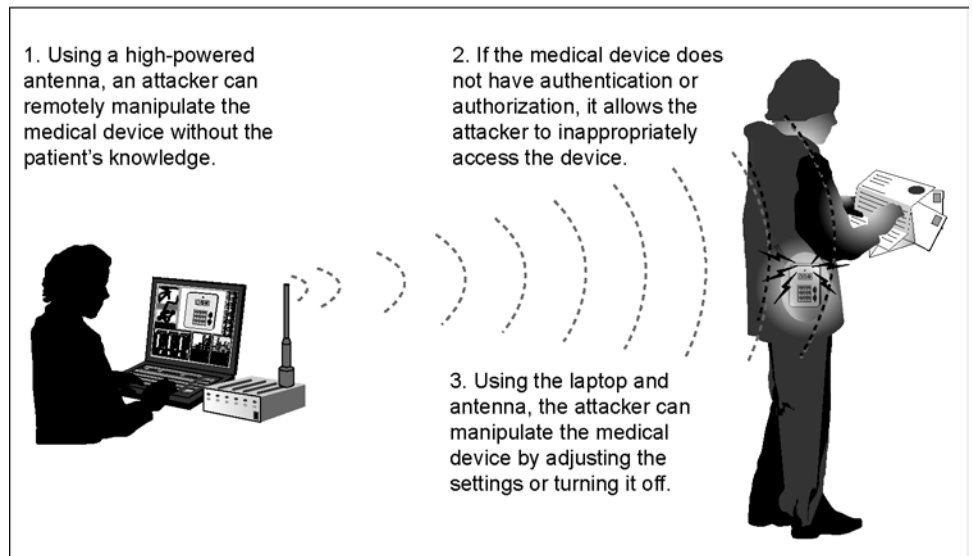 1. Using a high-powered
antenna, an attacker can
remotely manipulate the
medical device without the
patient's knowledge.
2. If the medical device does
not have authentication or
authorization, it allows the
attacker to inappropriately
access the device.
3. Using the laptop and
antenna, the attacker can
manipulate the medical
device by adjusting the
settings or turning it off.